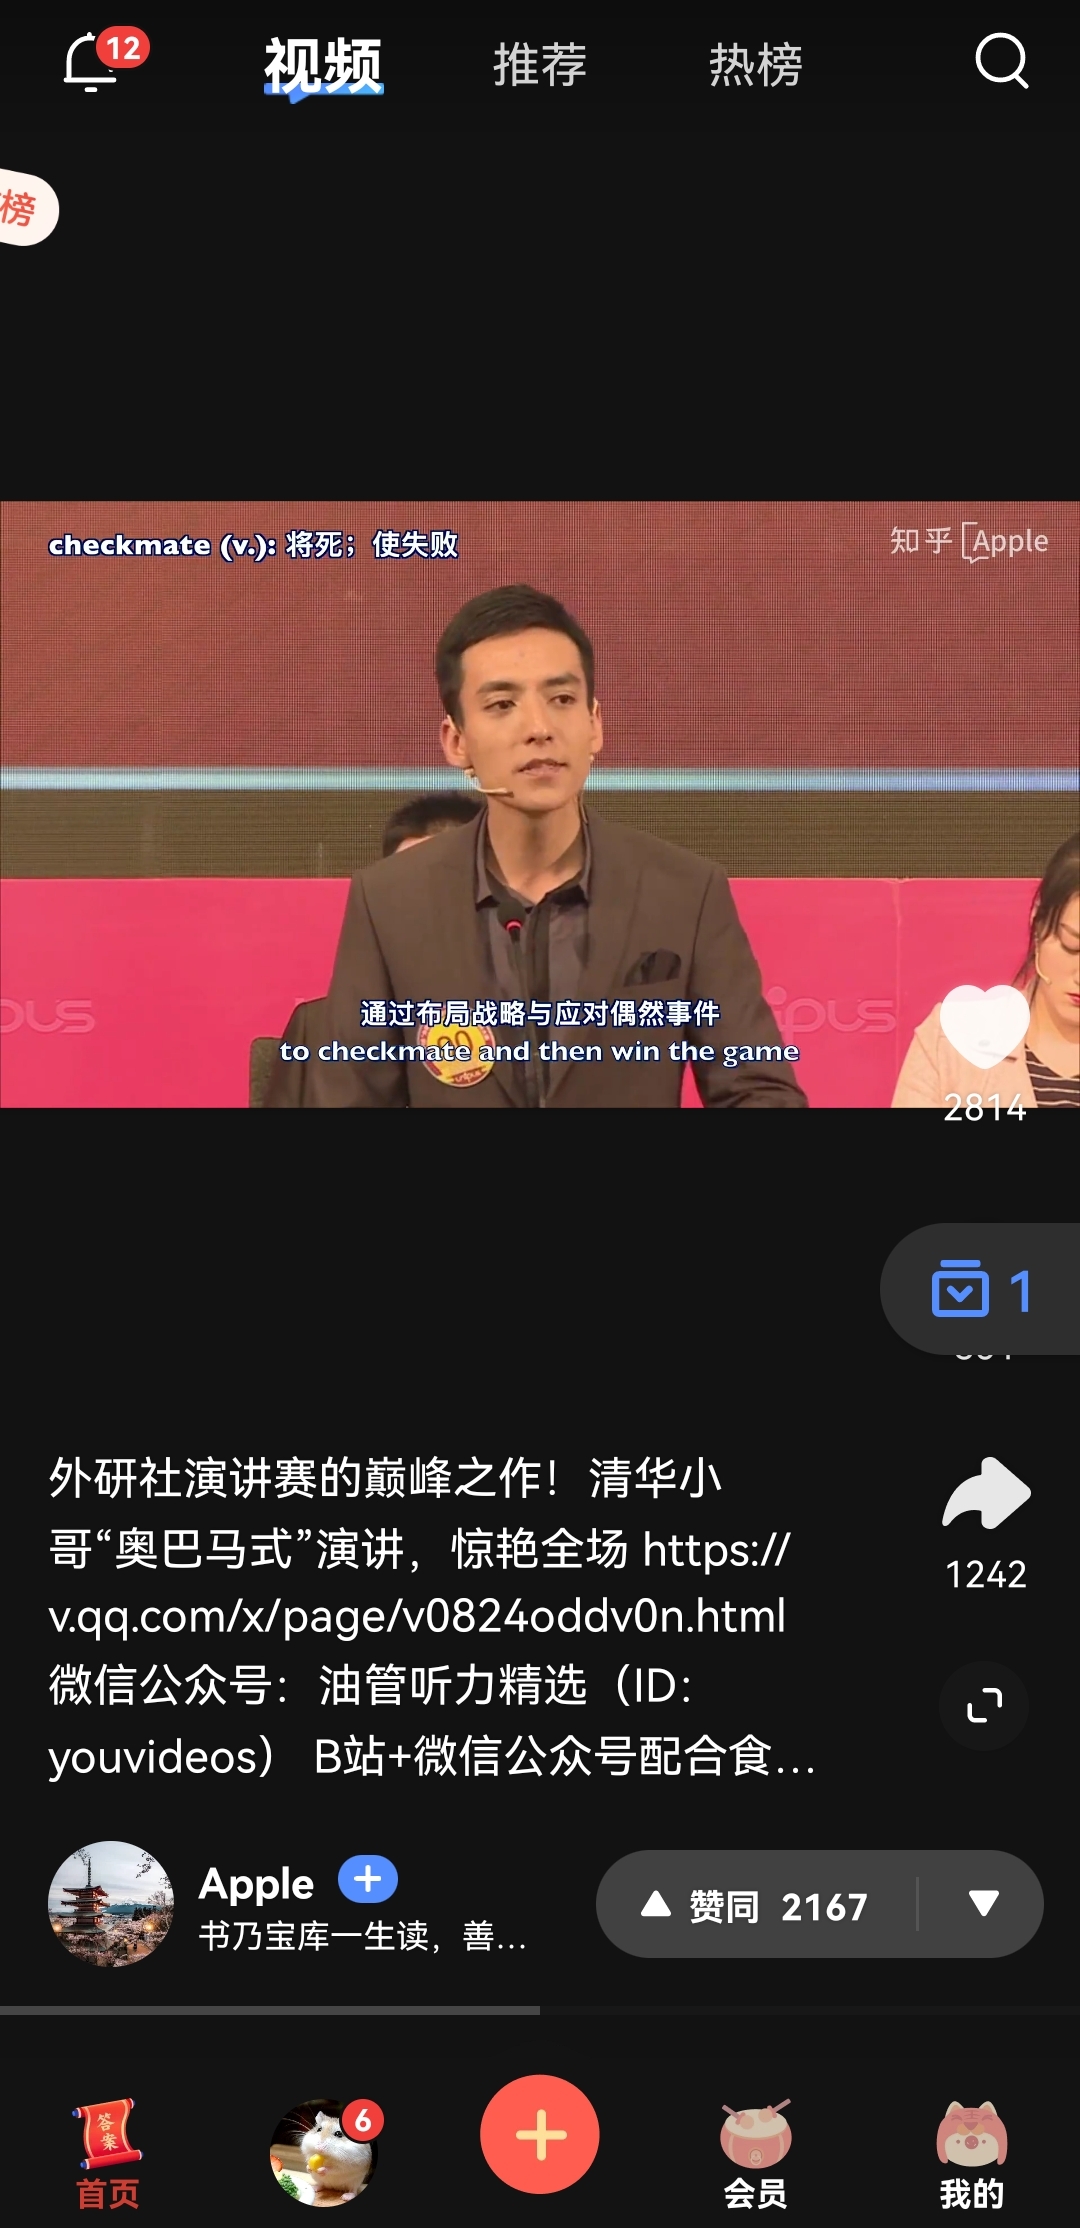 12
视频
推荐
热榜
榜
checkmate (v.): 将死；使失败
知乎 Apple
通过布局战略与应对偶然事件
to checkmate and then win the game
2814
1
外研社演讲赛的巅峰之作！清华小
哥“奥巴马式”演讲，惊艳全场 https://
v.qq.com/x/page/v0824oddv0n.html
微信公众号：油管听力精选（ID：
youvideos） B站+微信公众号配合食...
1242
Apple
书乃宝库一生读，善...
赞同 2167
答案
首页
6
会员
我的